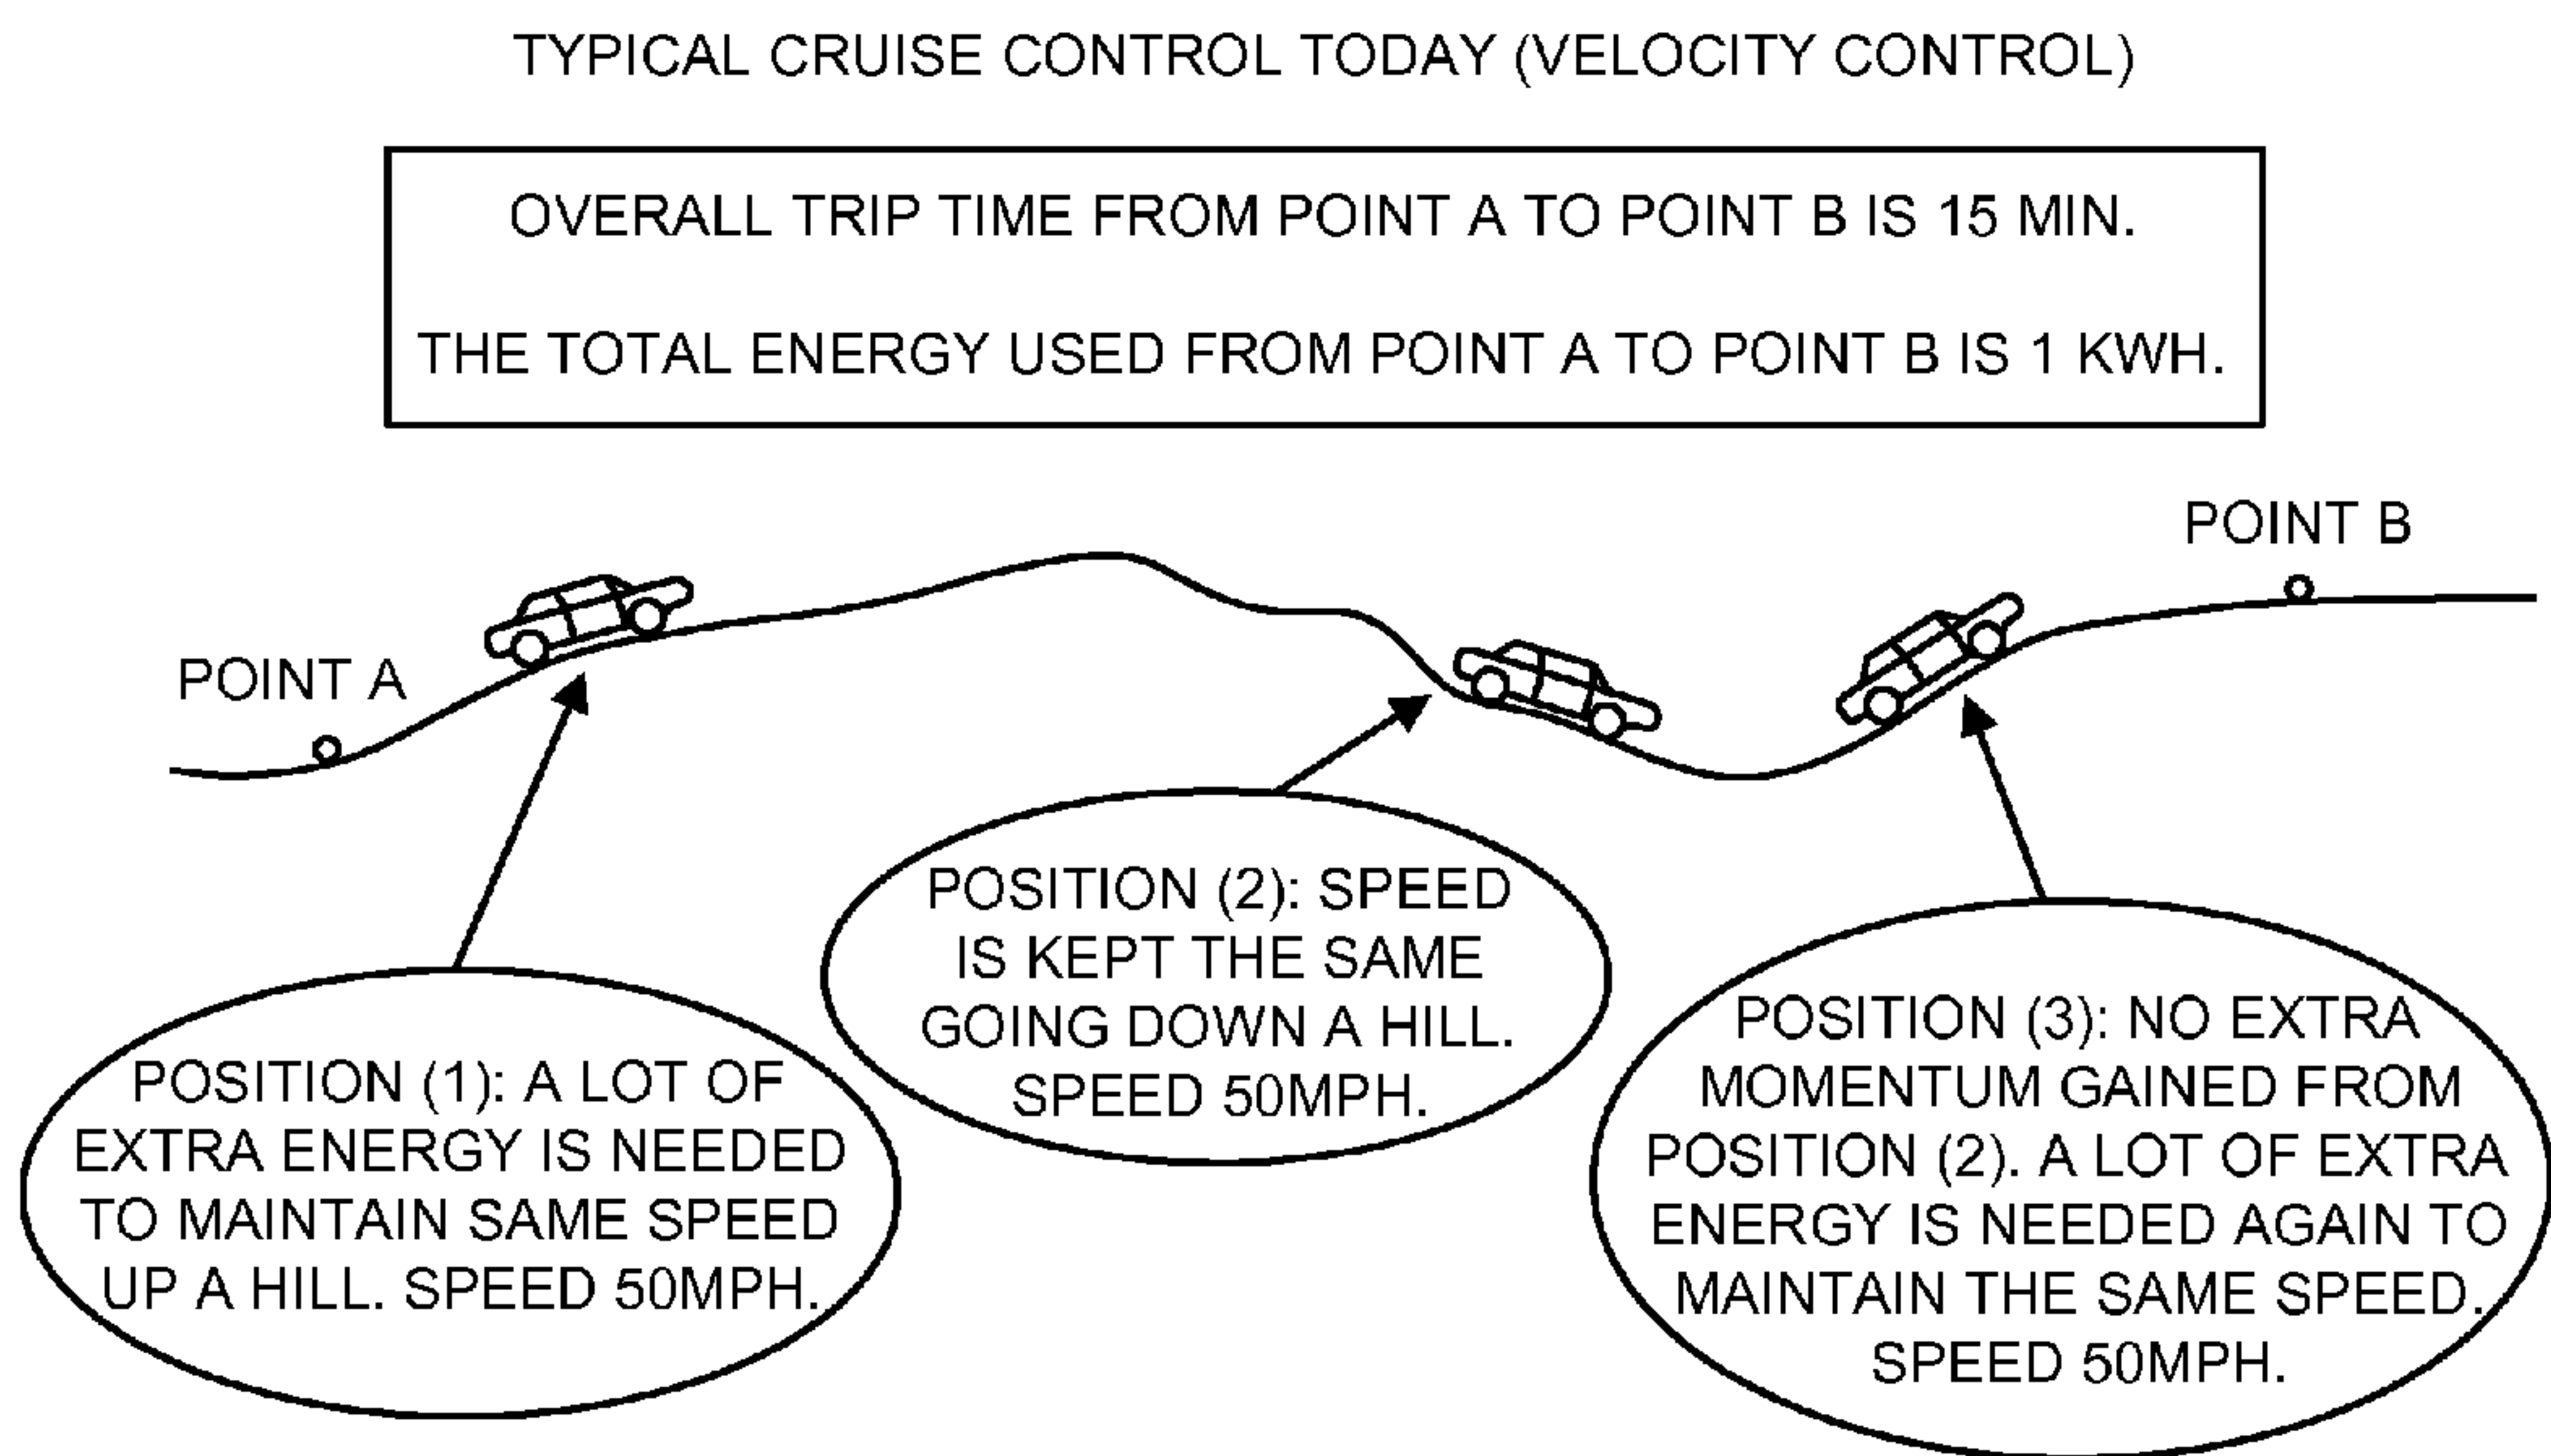 TYPICAL CRUISE CONTROL TODAY (VELOCITY CONTROL)
OVERALL TRIP TIME FROM POINT A TO POINT B IS 15 MIN.
THE TOTAL ENERGY USED FROM POINT A TO POINT B IS 1 KWH.
POINT B
POINT A
POSITION (1): A LOT OF
EXTRA ENERGY IS NEEDED
TO MAINTAIN SAME SPEED
UP A HILL. SPEED 50MPH.
POSITION (2): SPEED
IS KEPT THE SAME
GOING DOWN A HILL.
SPEED 50MPH.
POSITION (3): NO EXTRA
MOMENTUM GAINED FROM
POSITION (2). A LOT OF EXTRA
ENERGY IS NEEDED AGAIN TO
MAINTAIN THE SAME SPEED.
SPEED 50MPH.